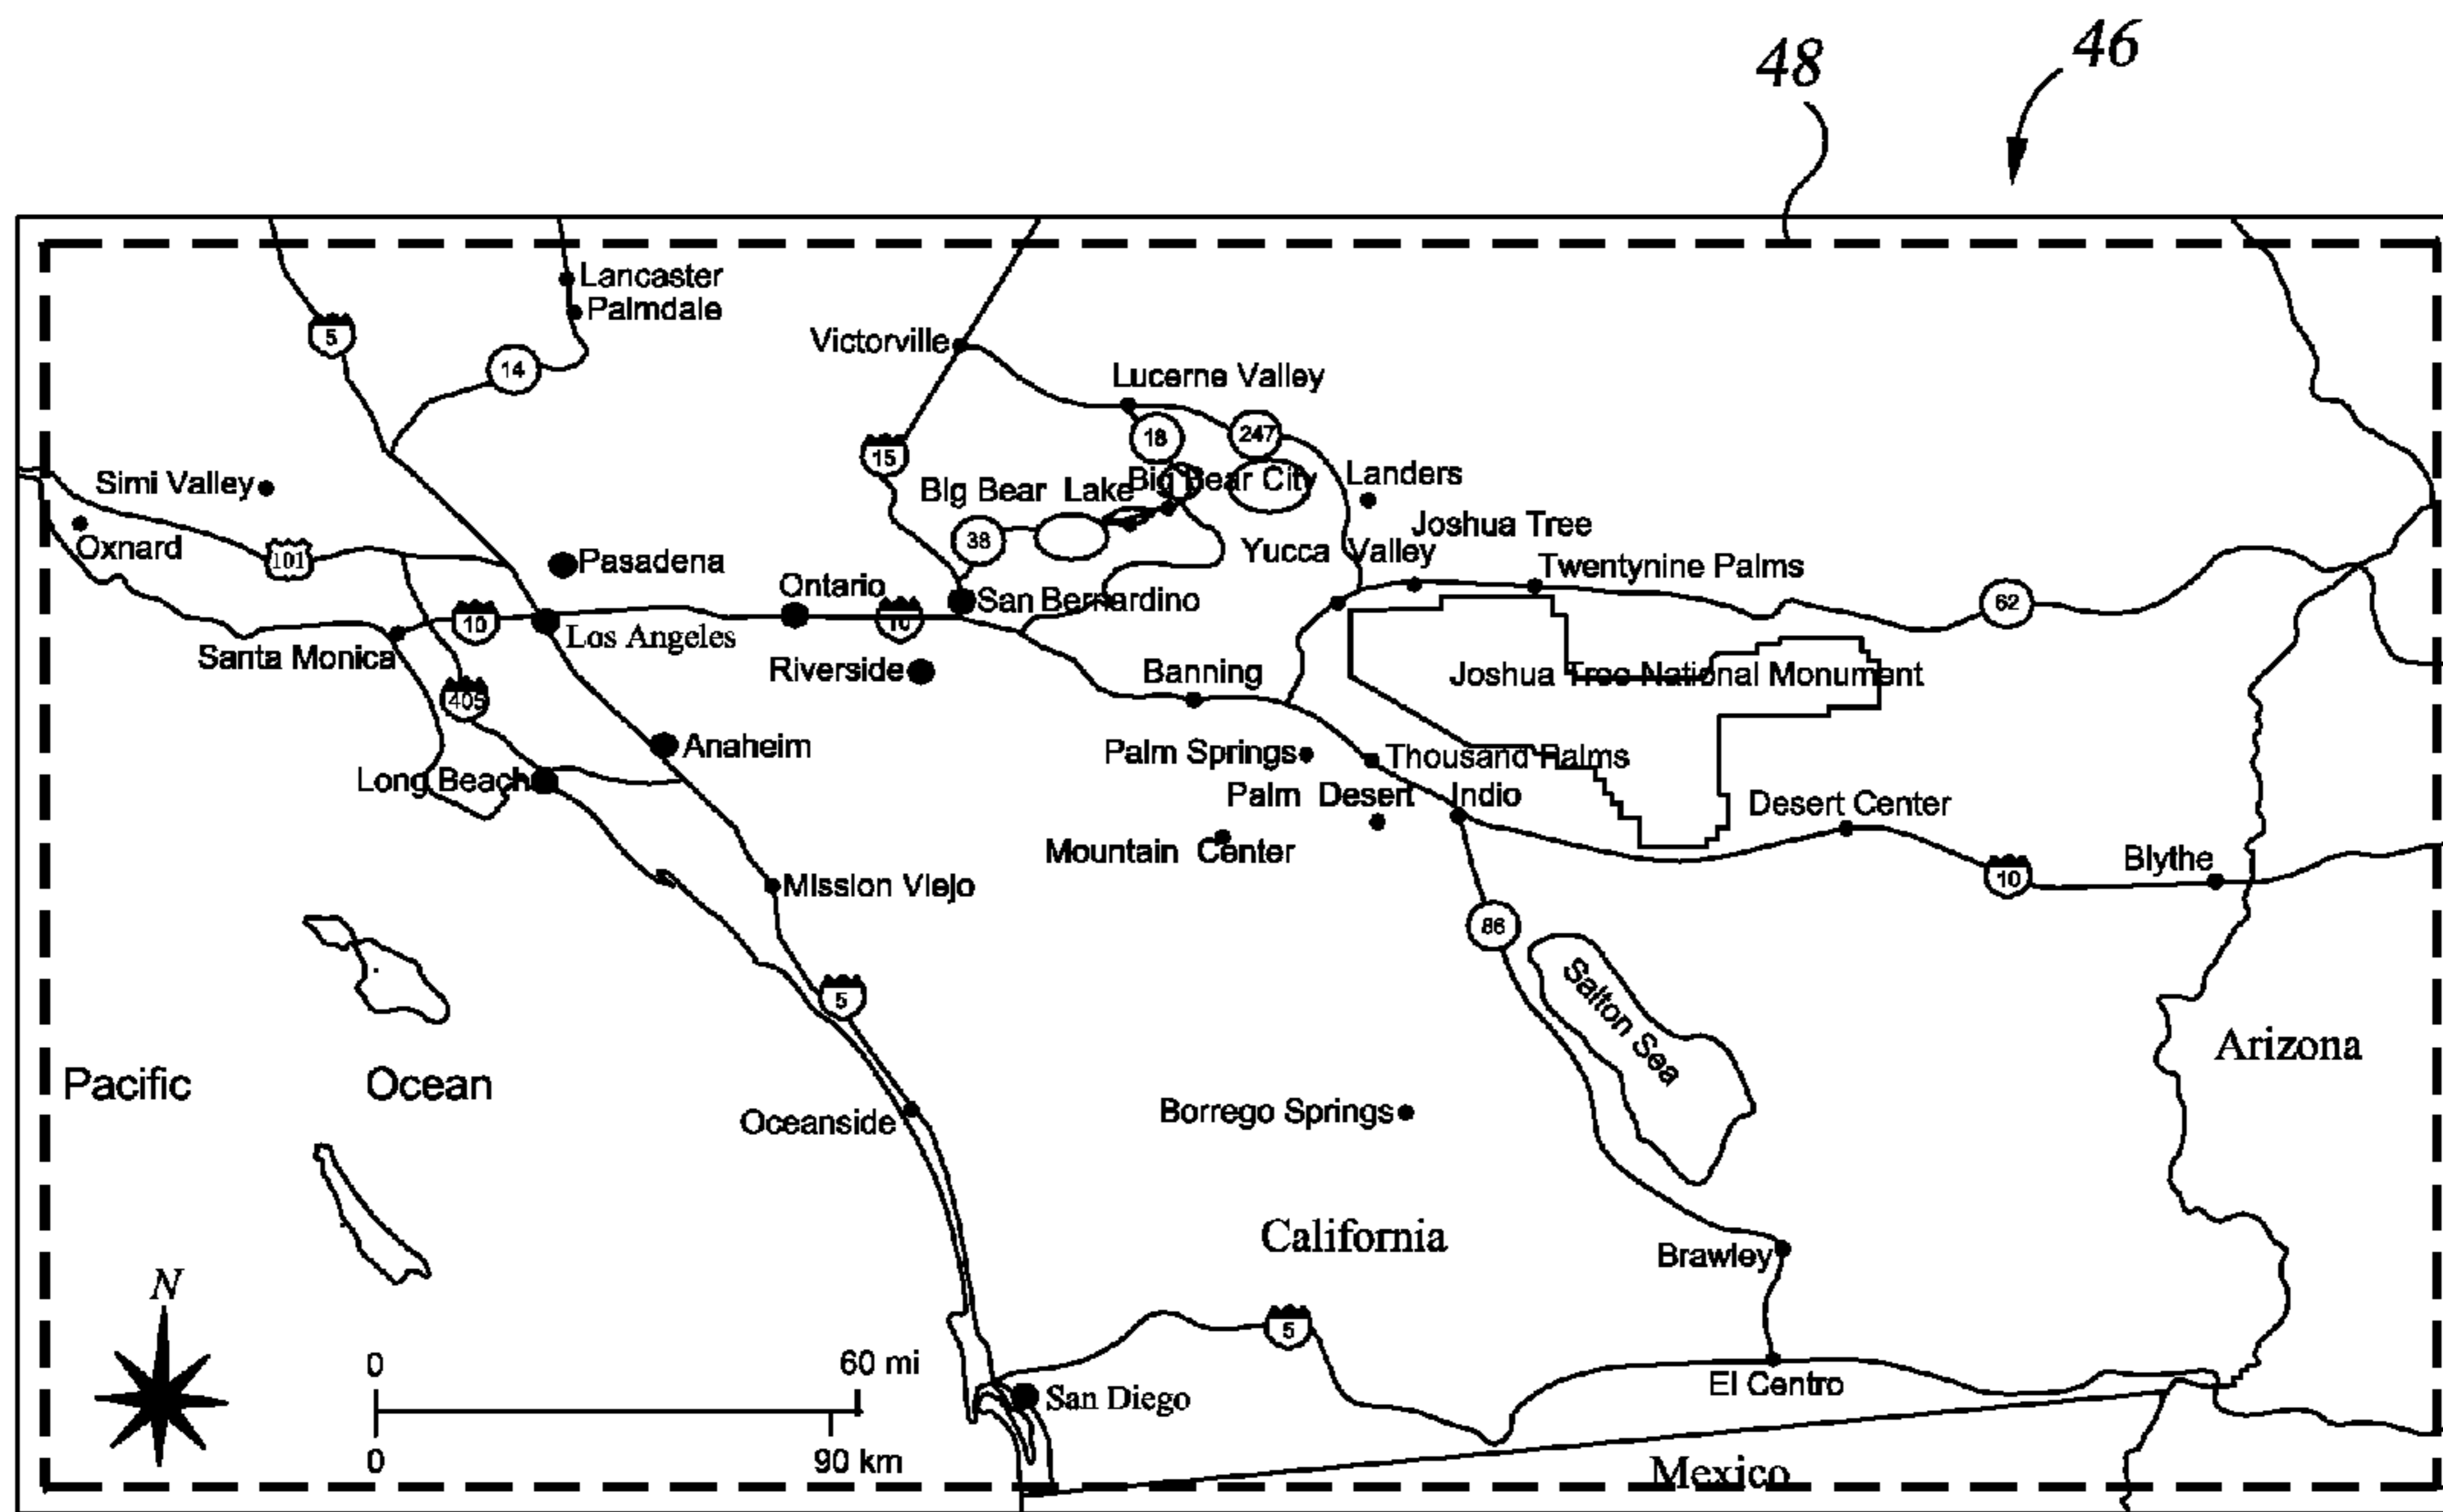 48
46
Lancaster
Palmdale
5
14
Victorville
Lucerne Valley
18
247
15
Simi Valley
Big Bear Lake
Big Bear City
Landers
Oxnard
101
Pasadena
38
Joshua Tree
Yucca Valley
Ontario
Twentynine Palms
San Bernardino
62
10
10
Los Angeles
Santa Monica
Riverside
Banning
Joshua Tree National Monument
405
Anaheim
Palm Springs
Thousand Palms
Long Beach
Palm Desert
Indio
Desert Center
Mountain Center
Blythe
10
Mission Viejo
86
5
Salton Sea
Arizona
Pacific Ocean
Oceanside
Borrego Springs
California
Brawley
N
5
0
60 mi
El Centro
San Diego
0
90 km
Mexico